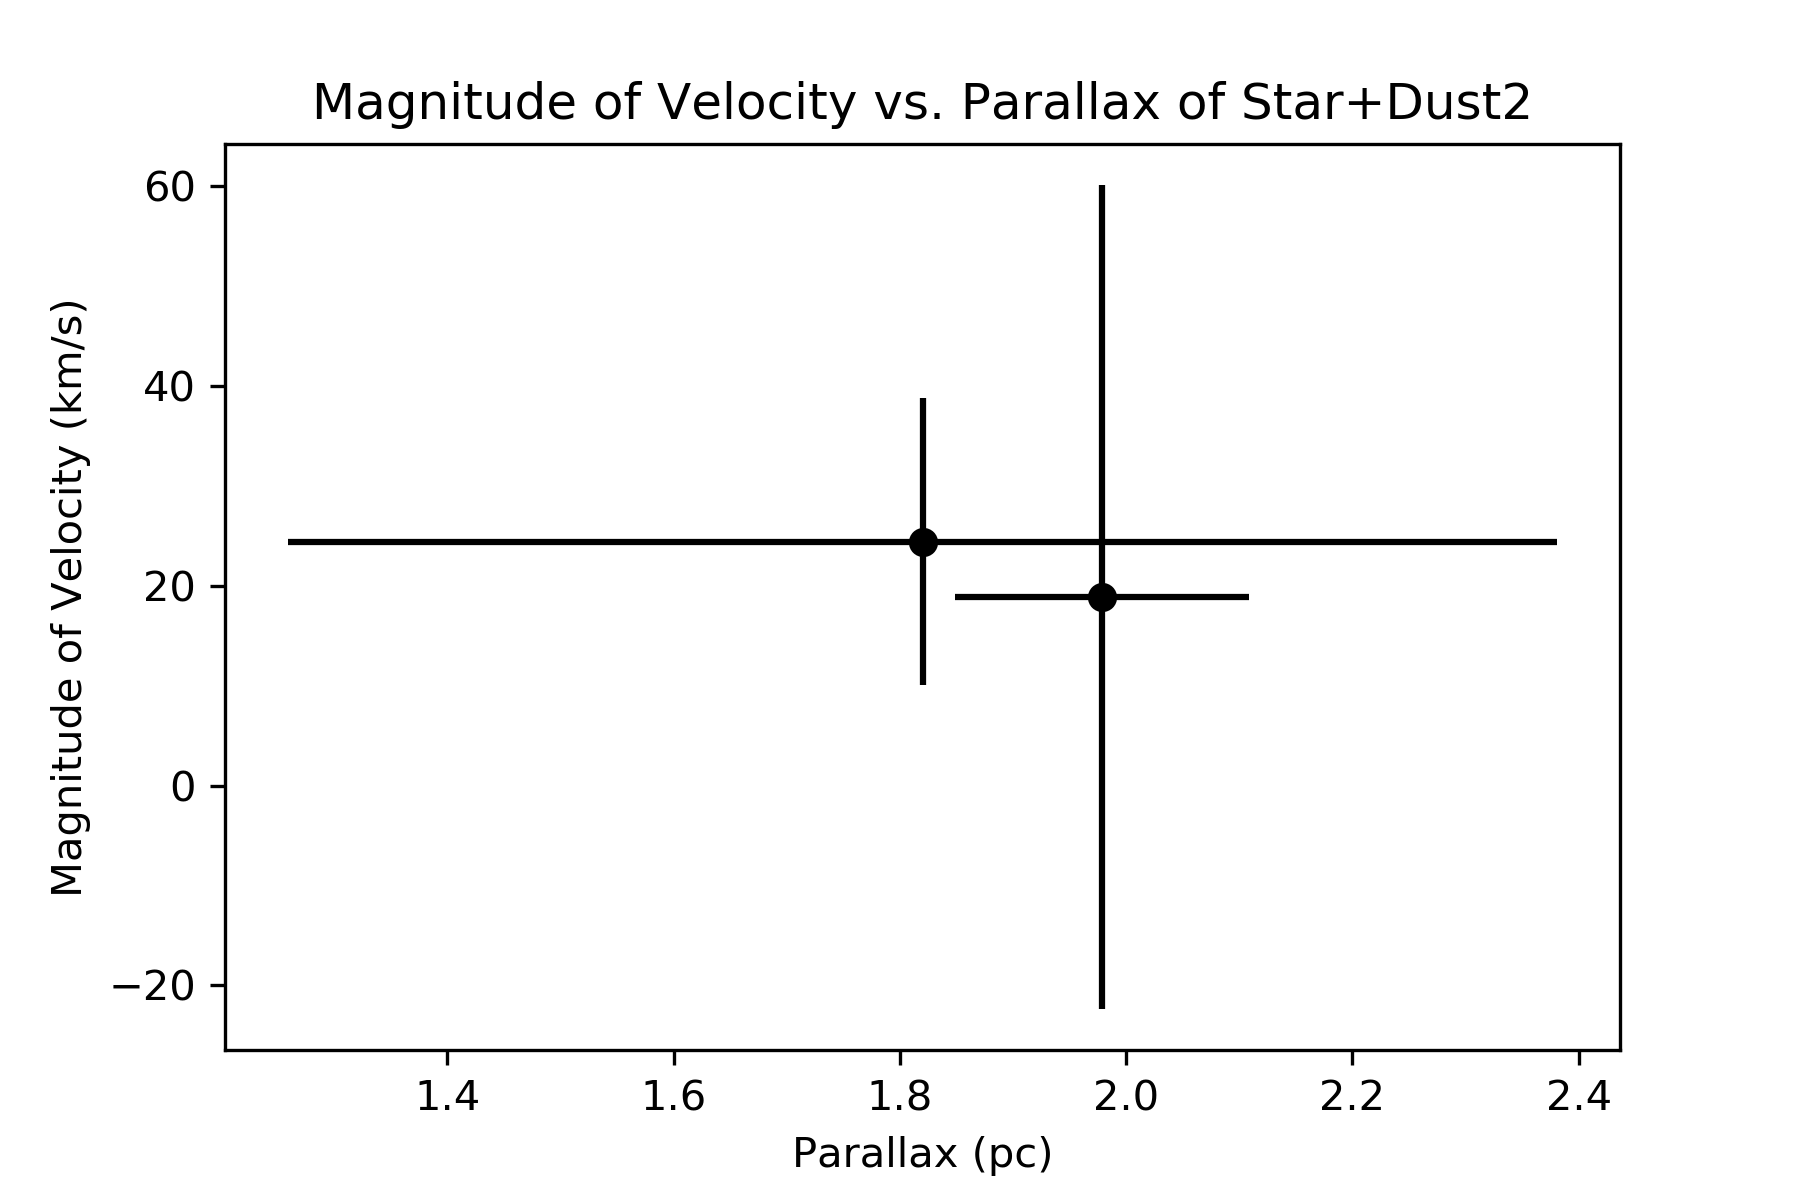 Magnitude of Velocity vs. Parallax of Star+Dust2
60
40
20
0
−20
Magnitude of Velocity (km/s)
1.4 1.6 1.8 2.0 2.2 2.4
Parallax (pc)